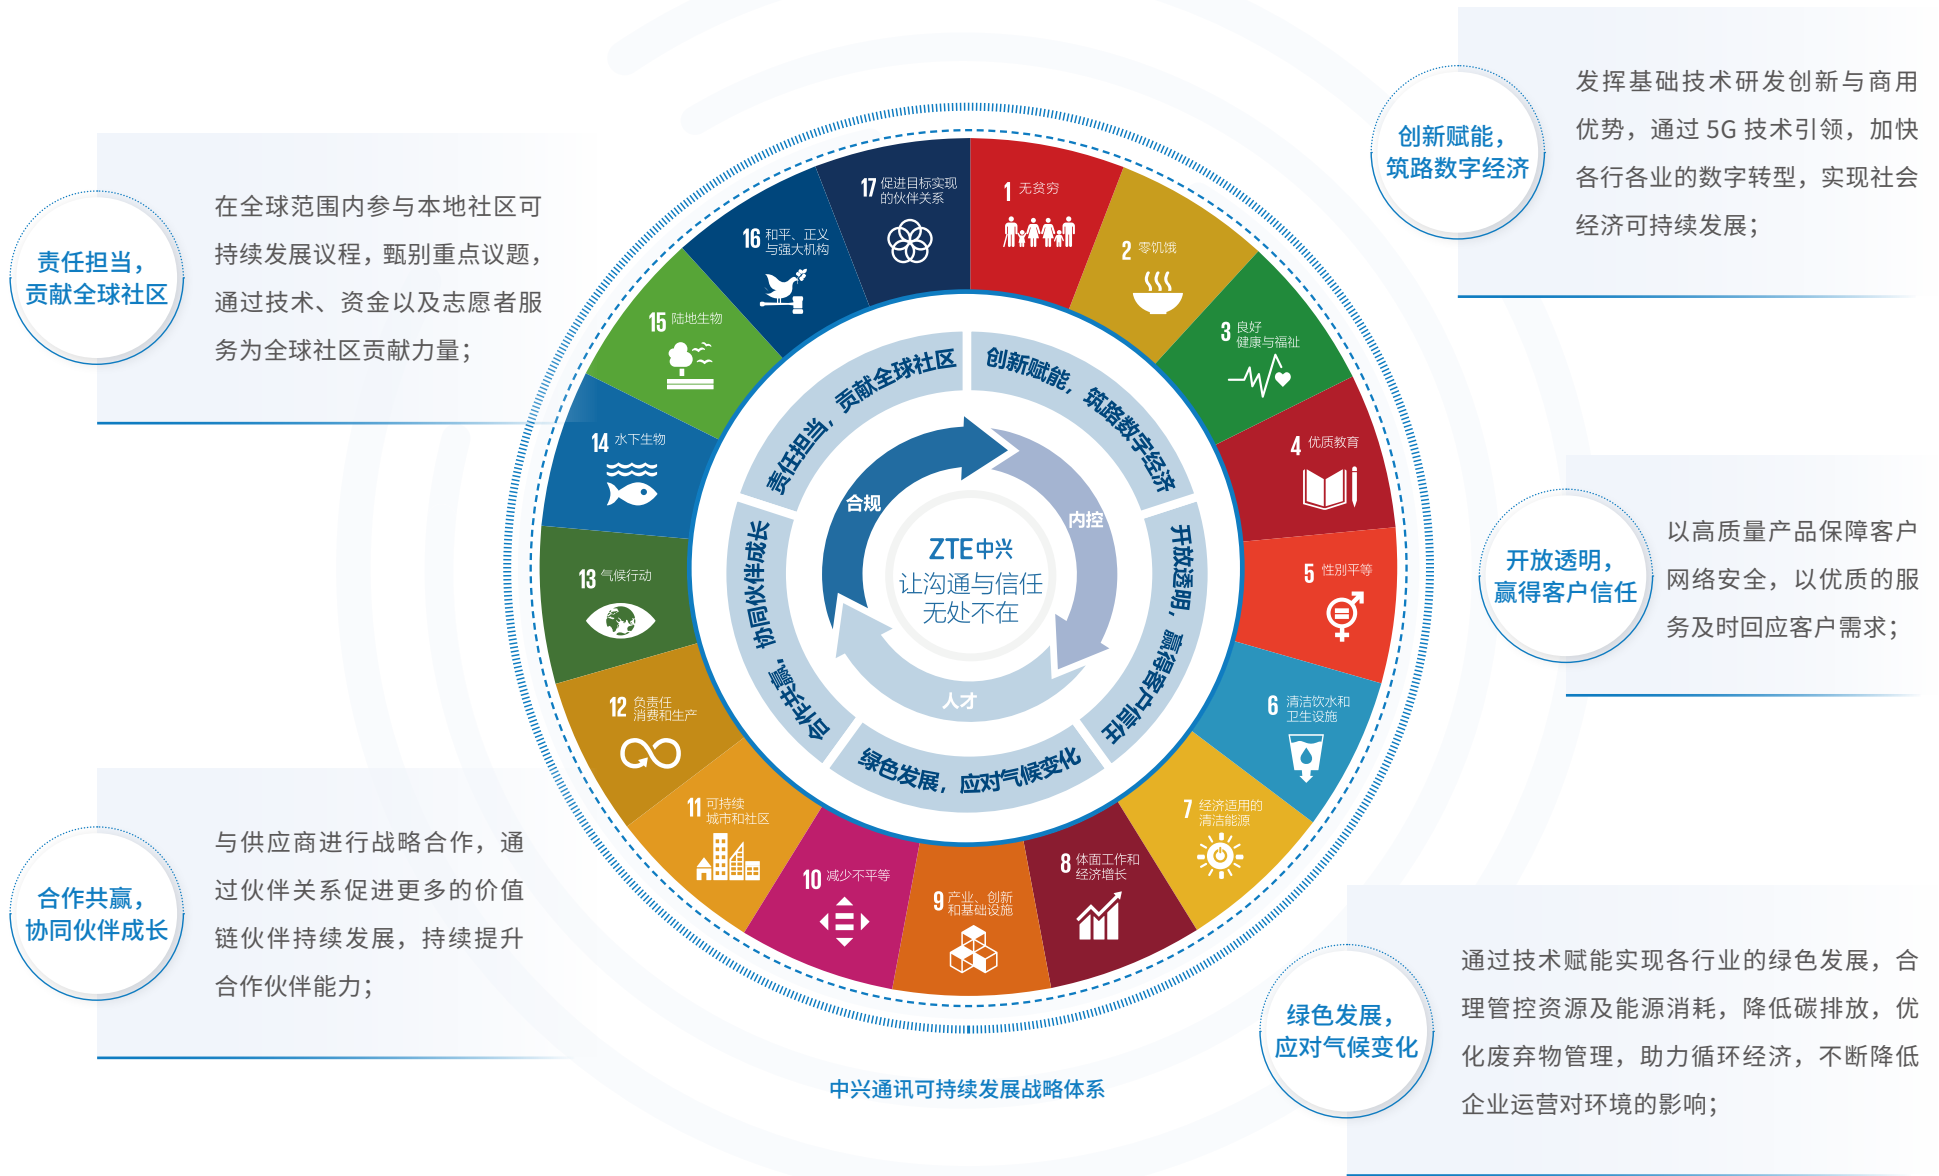 责任担当，
贡献全球社区
在全球范围内参与本地社区可
持续发展议程，甄别重点议题，
通过技术、资金以及志愿者服
务为全球社区贡献力量；
合作共赢，
协同伙伴成长
与供应商进行战略合作，通
过伙伴关系促进更多的价值
链伙伴持续发展，持续提升
合作伙伴能力；
创新赋能，
筑路数字经济
发挥基础技术研发创新与商用
优势，通过 5G 技术引领，加快
各行各业的数字转型，实现社会
经济可持续发展；
开放透明，
赢得客户信任
以高质量产品保障客户
网络安全，以优质的服
务及时回应客户需求；
绿色发展，
应对气候变化
通过技术赋能实现各行业的绿色发展，合
理管控资源及能源消耗，降低碳排放，优
化废弃物管理，助力循环经济，不断降低
企业运营对环境的影响；
1 无贫穷
2 零饥饿
3 良好
健康与福祉
4 优质教育
5 性別平等
6 清洁饮水和
卫生设施
7 经济适用的
清洁能源
8 体面工作和
经济增长
9 产业、创新
和基础设施
10 减少不平等
11 可持续
城市和社区
12 负责任
消费和生产
13 气候行动
14 水下生物
15 陆地生物
16 和平、正义
与强大机构
17 促进目标实现
的伙伴关系
责任担当，贡献全球社区
创新赋能，筑路数字经济
开放透明，赢得客户信任
绿色发展，应对气候变化
合作共赢，协同伙伴成长
合规
内控
人才
ZTE中兴
让沟通与信任
无处不在
中兴通讯可持续发展战略体系